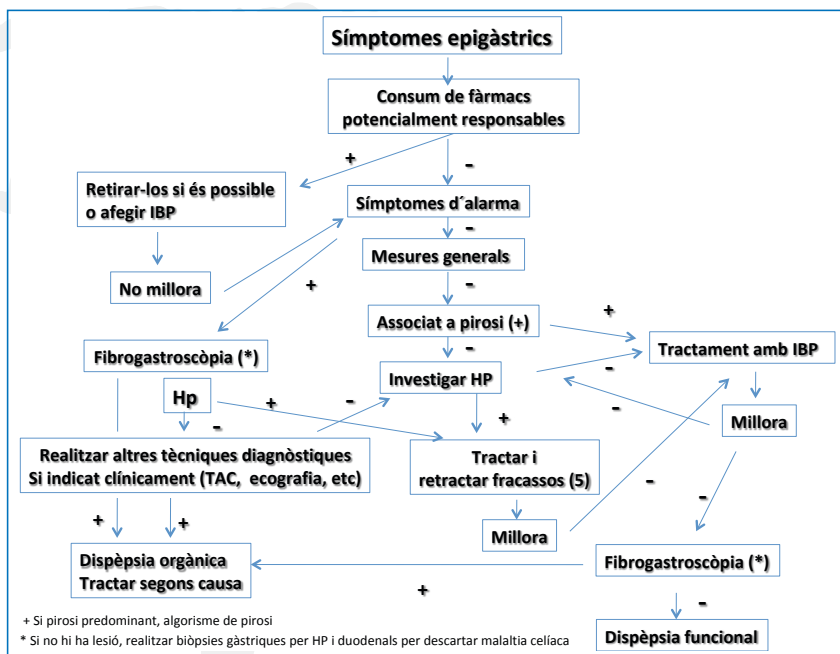 Símptomes epigàstrics
Consum de fàrmacs
potencialment responsables
+
-
Retirar-los si és possible
o afegir IBP
Símptomes d´alarma
-
Mesures generals
No millora
+
-
Associat a pirosi (+)
+
Tractament amb IBP
-
Fibrogastroscòpia (*)
Investigar HP
-
-
Hp
+
-
+
-
Millora
Realitzar altres tècniques diagnòstiques
Si indicat clínicament (TAC, ecografia, etc)
Tractar i
retractar fracassos (5)
-
-
+
+
Millora
Dispèpsia orgànica
Tractar segons causa
Fibrogastroscòpia (*)
+
-
+ Si pirosi predominant, algorisme de pirosi
* Si no hi ha lesió, realitzar biòpsies gàstriques per HP i duodenals per descartar malaltia celíaca
Dispèpsia funcional